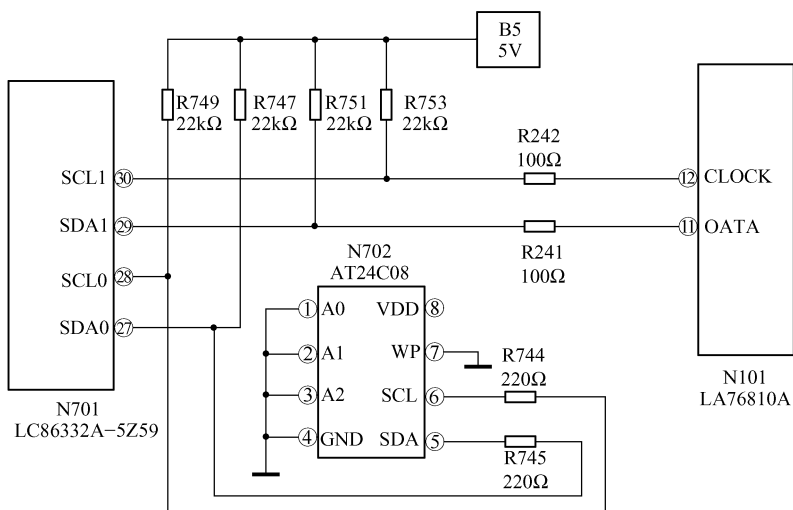 B5
5V
R749
22kΩ
R747
22kΩ
R751
22kΩ
R753
22kΩ
R242
100Ω
SCL1 30
12 CLOCK
SDA1 29
11 OATA
R241
100Ω
SCL0 28
SDA0 27
N702
AT24C08
1 A0
VDD 8
2 A1
WP 7
3 A2
SCL 6
4 GND
SDA 5
R744
220Ω
R745
220Ω
N701
LC86332A-5Z59
N101
LA76810A